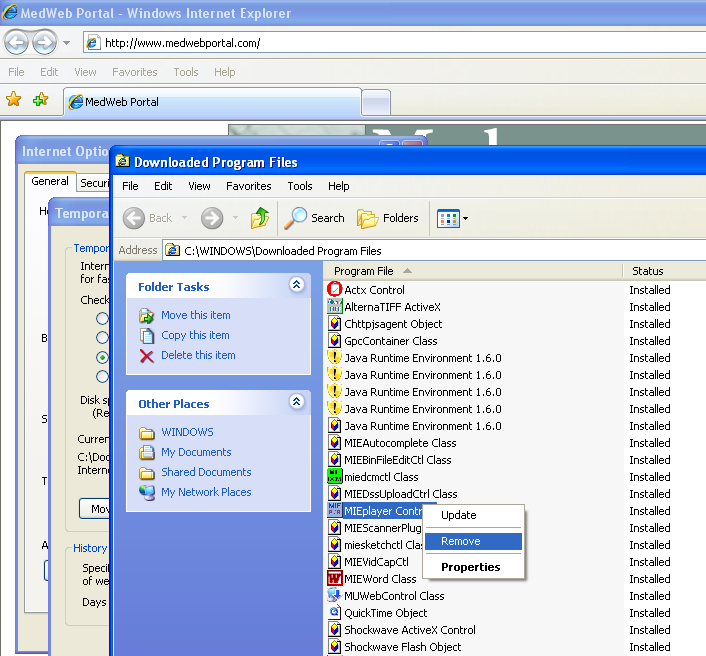 MedWeb Portal - Windows Internet Explorer
http://www.medwebportal.com/
File Edit View Favorites Tools Help
MedWeb Portal
Internet Optio
General Securi
Tempora
Tempor
Intern
for fas
Check
Disk sp
(Re
Curren
C:\Doc
Interne
Mov
History
Specif
of we
Days
Downloaded Program Files
File Edit View Favorites Tools Help
Back Search Folders
Address C:\WINDOWS\Downloaded Program Files
Folder Tasks
Move this item
Copy this item
Delete this item
Other Places
WINDOWS
My Documents
Shared Documents
My Network Places
Program File Status
Actx Control Installed
AlternaTIFF ActiveX Installed
Chttpjsagent Object Installed
GpcContainer Class Installed
Java Runtime Environment 1.6.0 Installed
Java Runtime Environment 1.6.0 Installed
Java Runtime Environment 1.6.0 Installed
Java Runtime Environment 1.6.0 Installed
Java Runtime Environment 1.6.0 Installed
MIEAutocomplete Class Installed
MIEBinFileEditCtl Class Installed
miedcmctl Class Installed
MIEDssUploadCtrl Class Installed
MIEplayer Contr Installed
MIEScannerPlug Installed
miesketchctl Clas Installed
MIEVidCapCtl Installed
MIEWord Class Installed
MUWebControl Class Installed
QuickTime Object Installed
Shockwave ActiveX Control Installed
Shockwave Flash Object Installed
Update
Remove
Properties